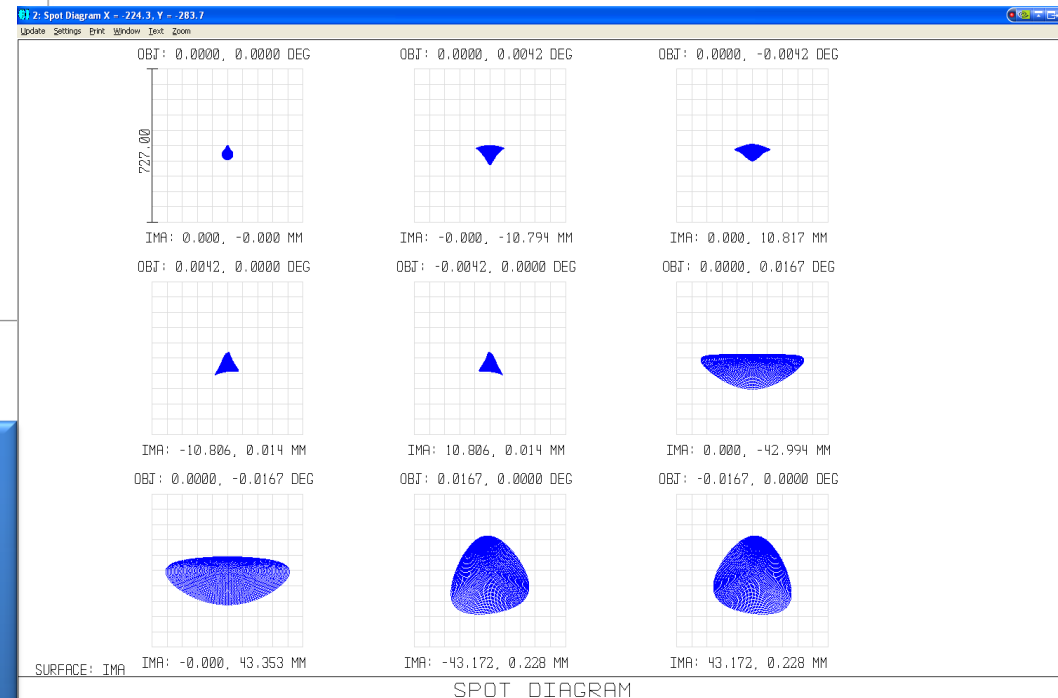 2: Spot Diagram X = -224.3, Y = -283.7
Update Settings Print Window Text Zoom
OBJ: 0.0000, 0.0000 DEG
OBJ: 0.0000, 0.0042 DEG
OBJ: 0.0000, -0.0042 DEG
727.00
IMA: 0.000, -0.000 MM
IMA: -0.000, -10.794 MM
IMA: 0.000, 10.817 MM
OBJ: 0.0042, 0.0000 DEG
OBJ: -0.0042, 0.0000 DEG
OBJ: 0.0000, 0.0167 DEG
IMA: -10.806, 0.014 MM
IMA: 10.806, 0.014 MM
IMA: 0.000, -42.994 MM
OBJ: 0.0000, -0.0167 DEG
OBJ: 0.0167, 0.0000 DEG
OBJ: -0.0167, 0.0000 DEG
IMA: -0.000, 43.353 MM
IMA: -43.172, 0.228 MM
IMA: 43.172, 0.228 MM
SURFACE: IMA
SPOT DIAGRAM